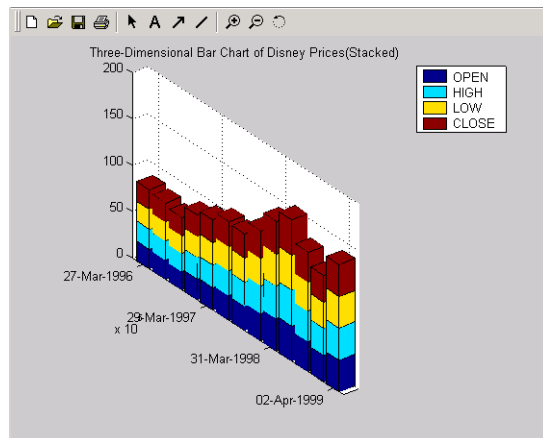 A
Three-Dimensional Bar Chart of Disney Prices(Stacked)
OPEN
HIGH
LOW
CLOSE
200
150
100
50
0
27-Mar-1996
-Mar-1997
x 10
31-Mar-1998
02-Apr-1999